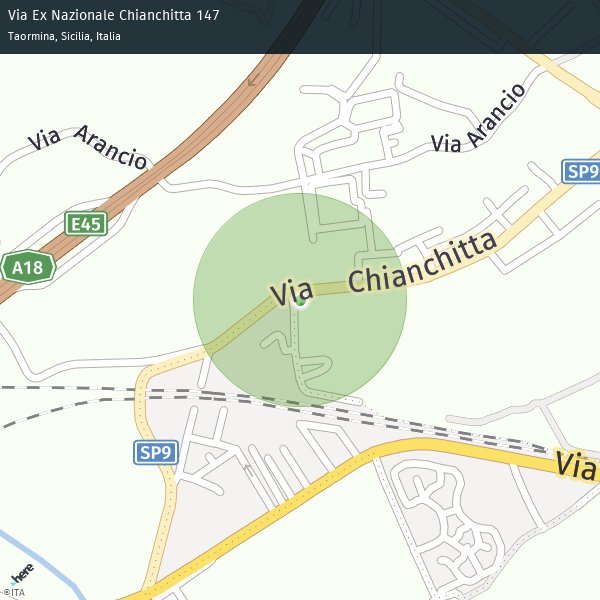 Via Ex Nazionale Chianchitta 147
Taormina, Sicilia, Italia
Via Arancio
Via Arancio
SP9
E45
A18
Via Chianchitta
SP9
Via
here
©ITA